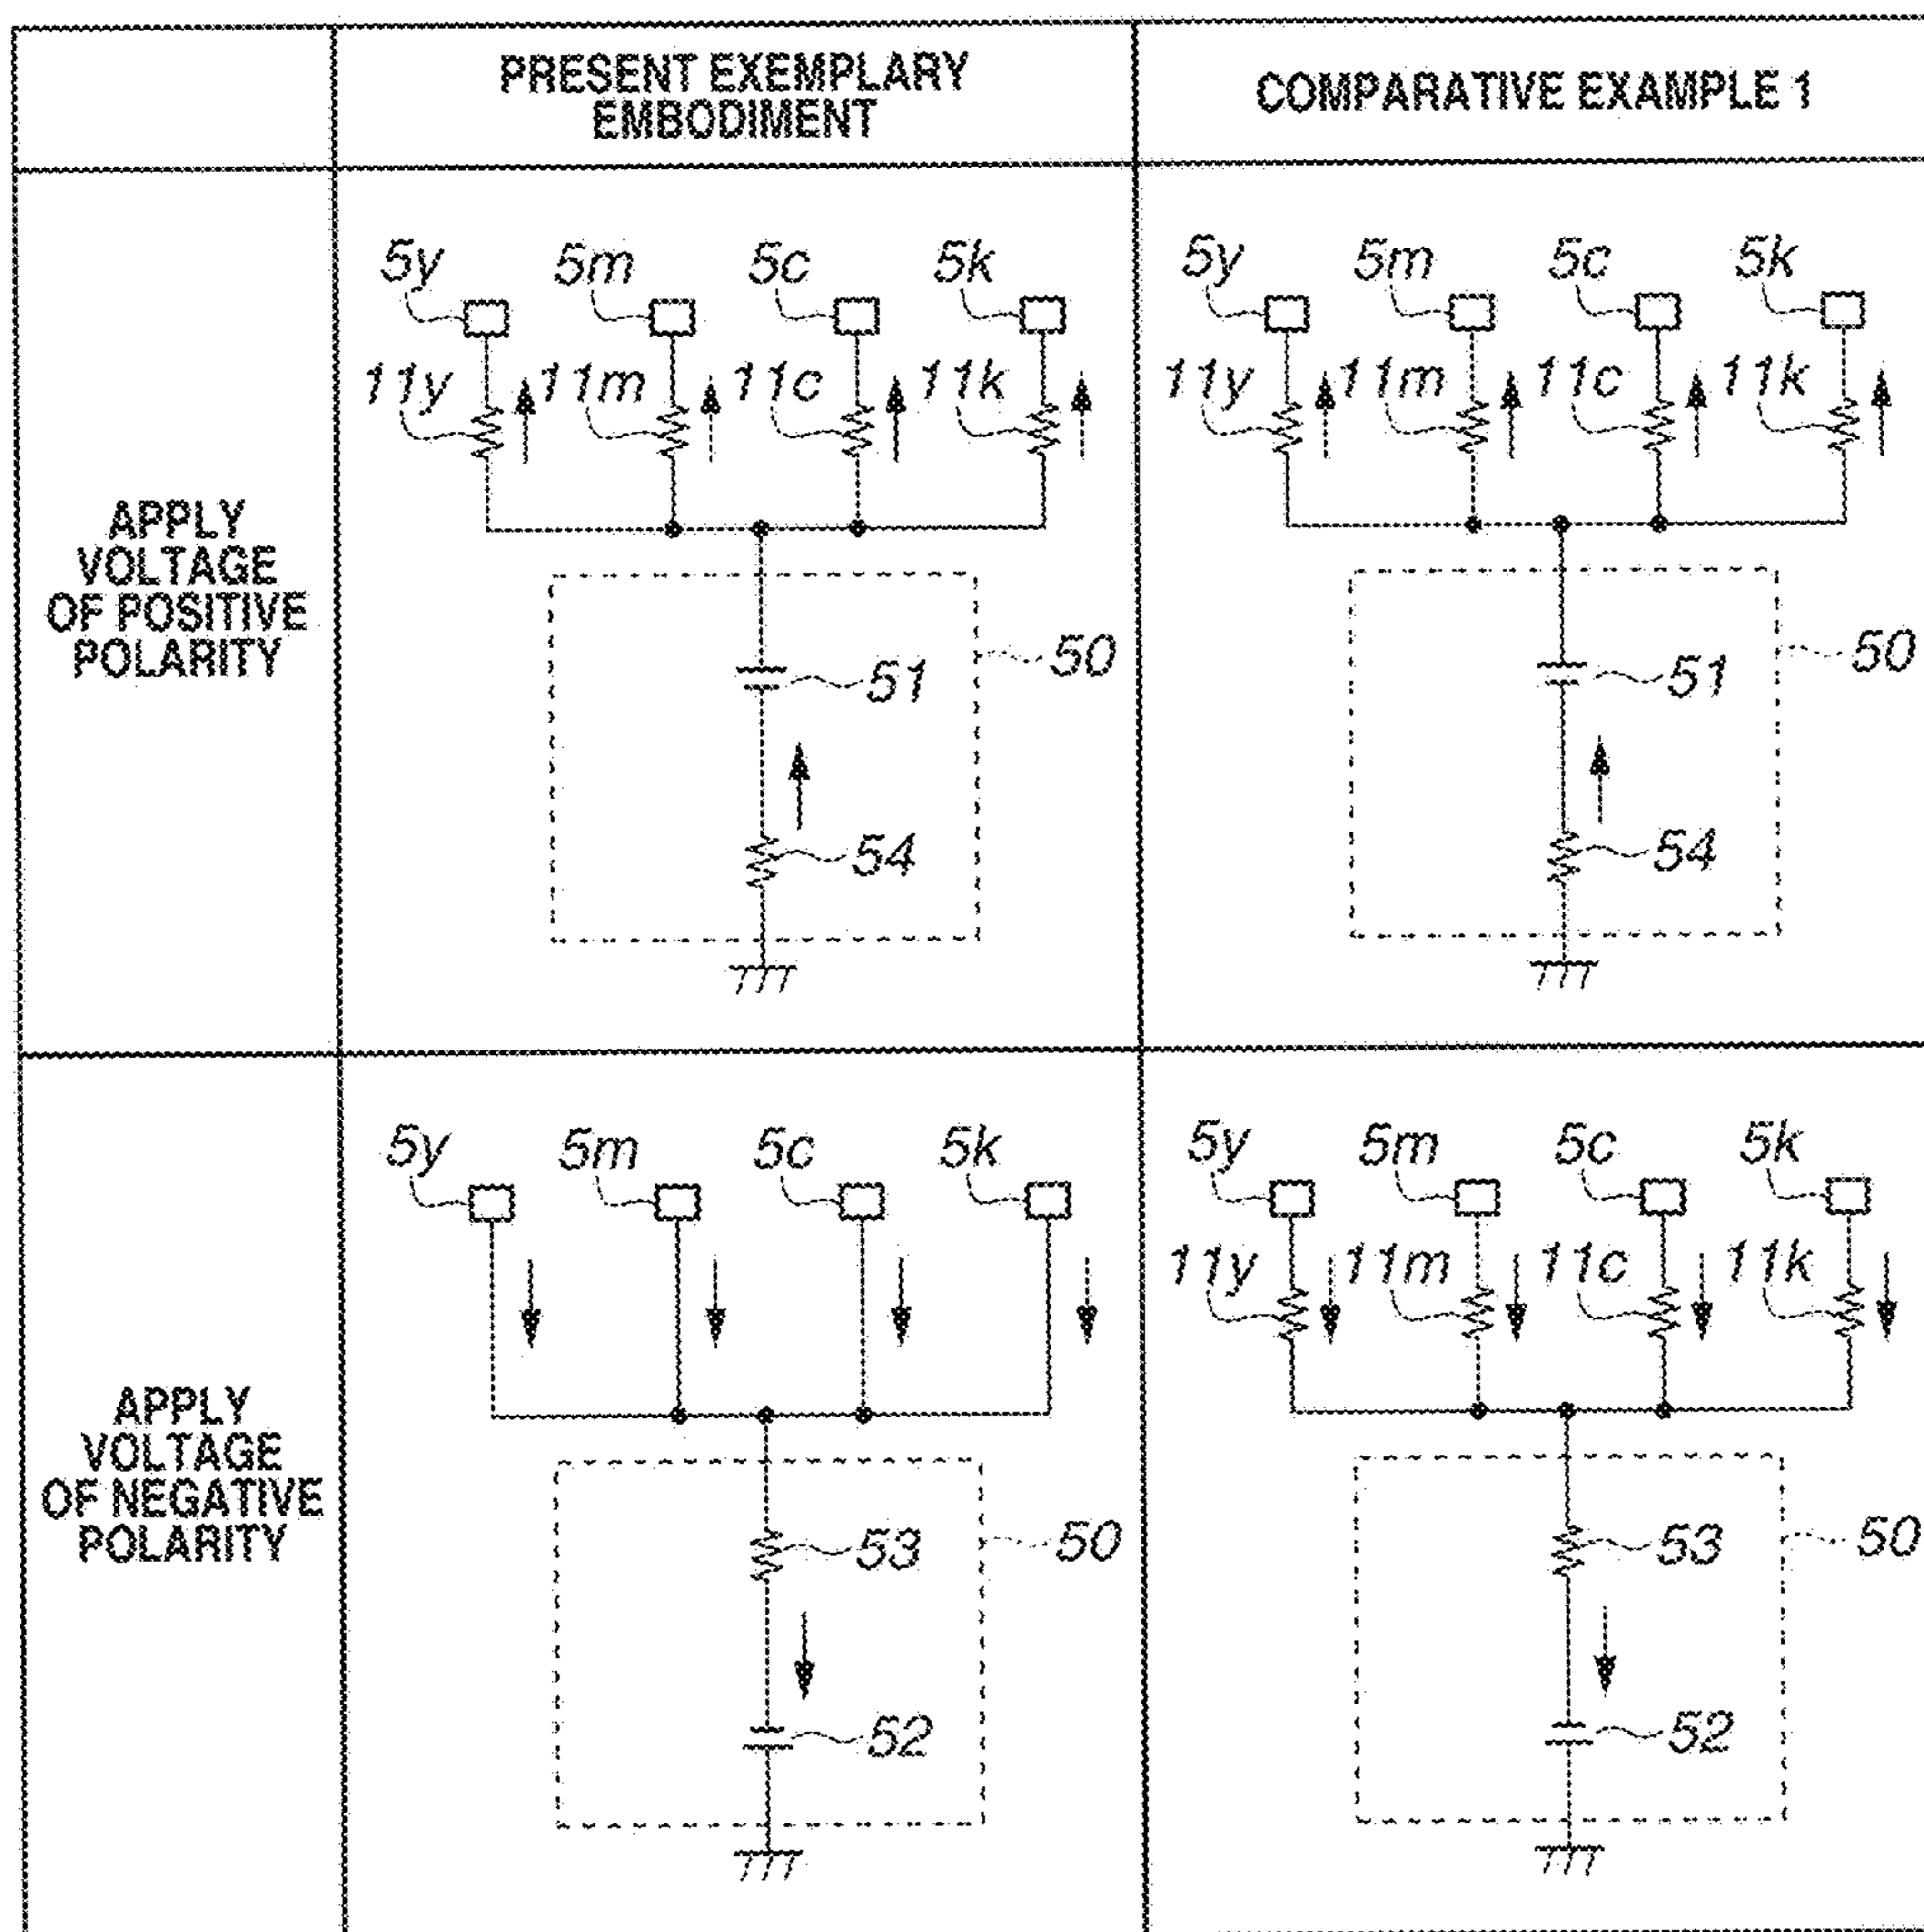 PRESENT EXEMPLARY
EMBODIMENT
COMPARATIVE EXAMPLE 1
APPLY
VOLTAGE
OF POSITIVE
POLARITY
5y 5m 5c 5k
11y 11m 11c 11k
50
51
54
5y 5m 5c 5k
11y 11m 11c 11k
50
51
54
APPLY
VOLTAGE
OF NEGATIVE
POLARITY
5y 5m 5c 5k
53
50
52
5y 5m 5c 5k
11y 11m 11c 11k
53
50
52